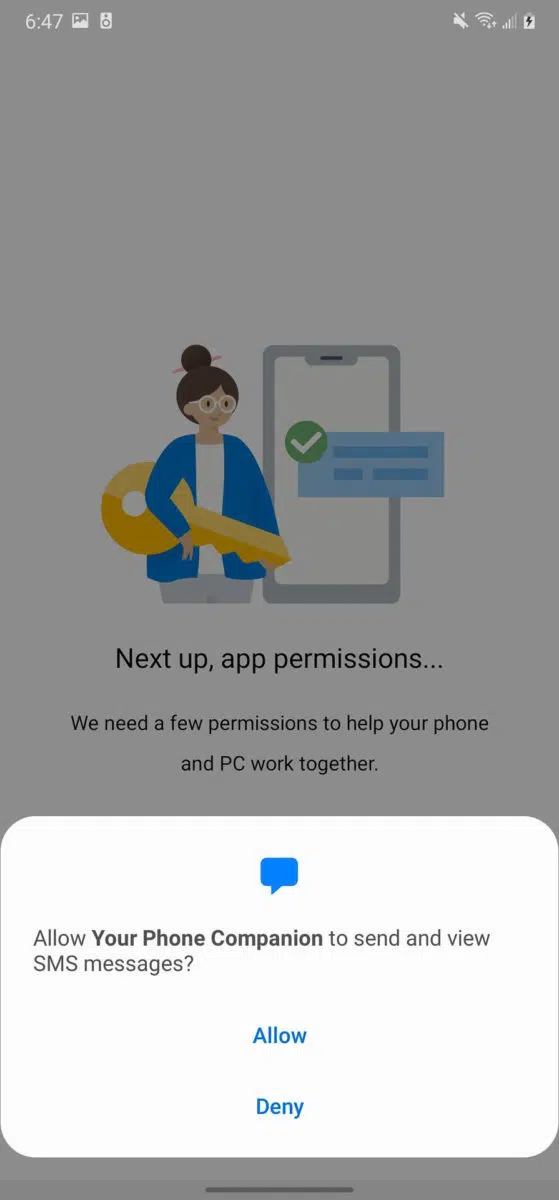 6:47
Next up, app permissions...
We need a few permissions to help your phone
and PC work together.
Allow Your Phone Companion to send and view
SMS messages?
Allow
Deny